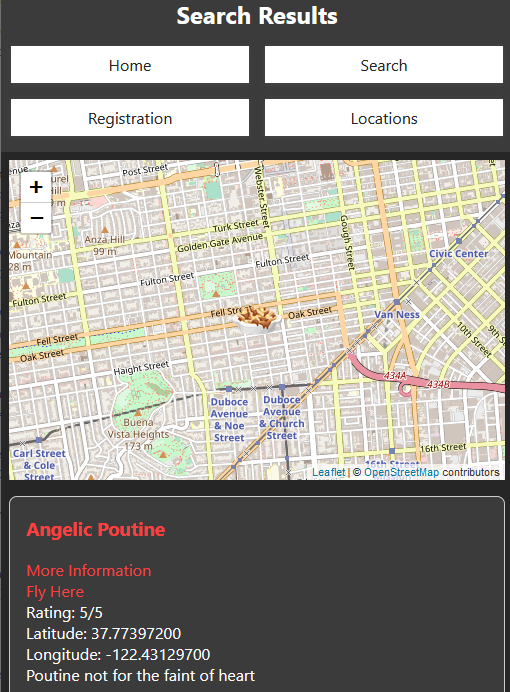 Search Results
Home
Search
Registration
Locations
Post Street
Hill
+
−
Webster Street
Turk Street
Golden Gate Avenue
Gough Street
Anza Hill
99 m
Mountain
28 m
Civic Center
Fulton Street
Fulton Street
Fulton Street
Fell Street
Oak Street
Van Ness
10th Street
9th
Fell Street
Oak Street
Haight Street
434A
434B
Duboce
Avenue
& Noe
Street
Duboce
Avenue
& Church
Street
Buena
Vista Heights
173 m
Carl Street
& Cole
Street
16th Street
16th Street
Leaflet | © OpenStreetMap contributors
Angelic Poutine
More Information
Fly Here
Rating: 5/5
Latitude: 37.77397200
Longitude: -122.43129700
Poutine not for the faint of heart